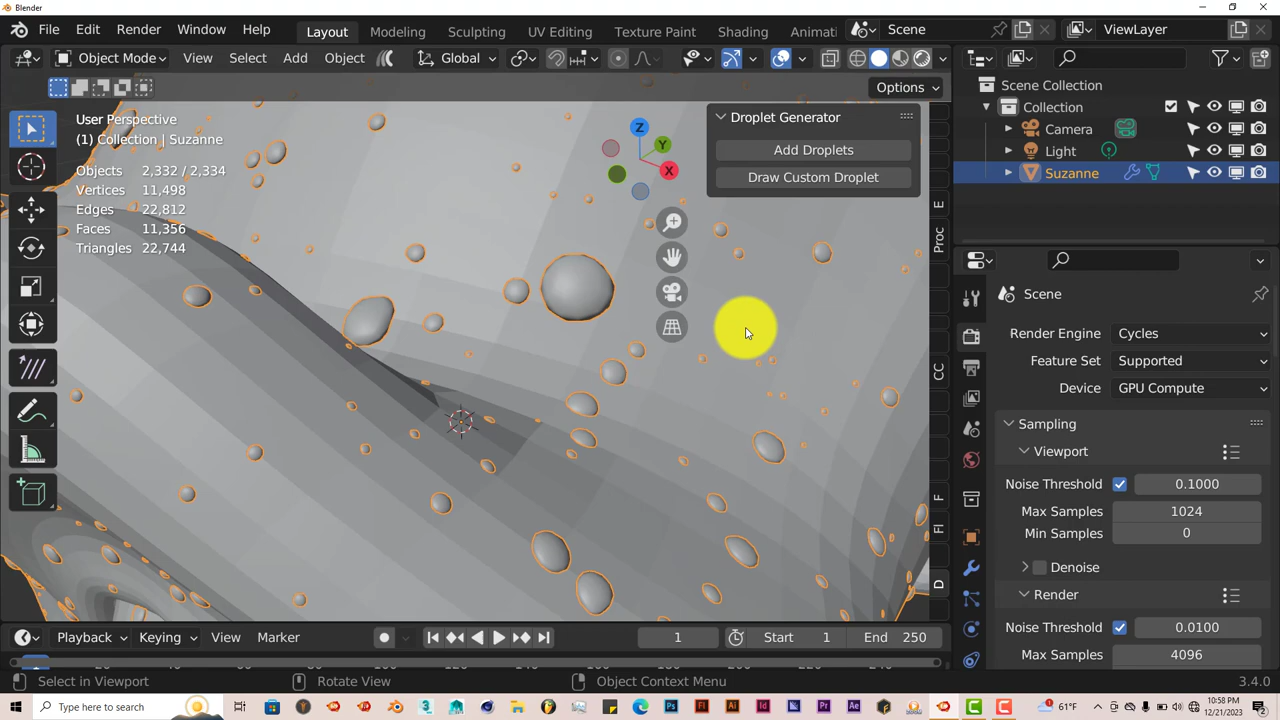 Blender
File Edit Render Window Help Layout Modeling Sculpting UV Editing Texture Paint Shading Animati Scene ViewLayer
Object Mode View Select Add Object Global
Options
User Perspective
(1) Collection | Suzanne
Objects 2,332 / 2,334
Vertices 11,498
Edges 22,812
Faces 11,356
Triangles 22,744
Z
Y
X
Droplet Generator
Add Droplets
Draw Custom Droplet
E
Proc
CC
F
Fl
D
Scene Collection
Collection
Camera
Light
Suzanne
Scene
Render Engine Cycles
Feature Set Supported
Device GPU Compute
Sampling
Viewport
Noise Threshold 0.1000
Max Samples 1024
Min Samples 0
Denoise
Render
Noise Threshold 0.0100
Max Samples 4096
Playback Keying View Marker 1 Start 1 End 250
Select in Viewport Rotate View Object Context Menu 3.4.0
Type here to search
61°F
10:58 PM
12/21/2023